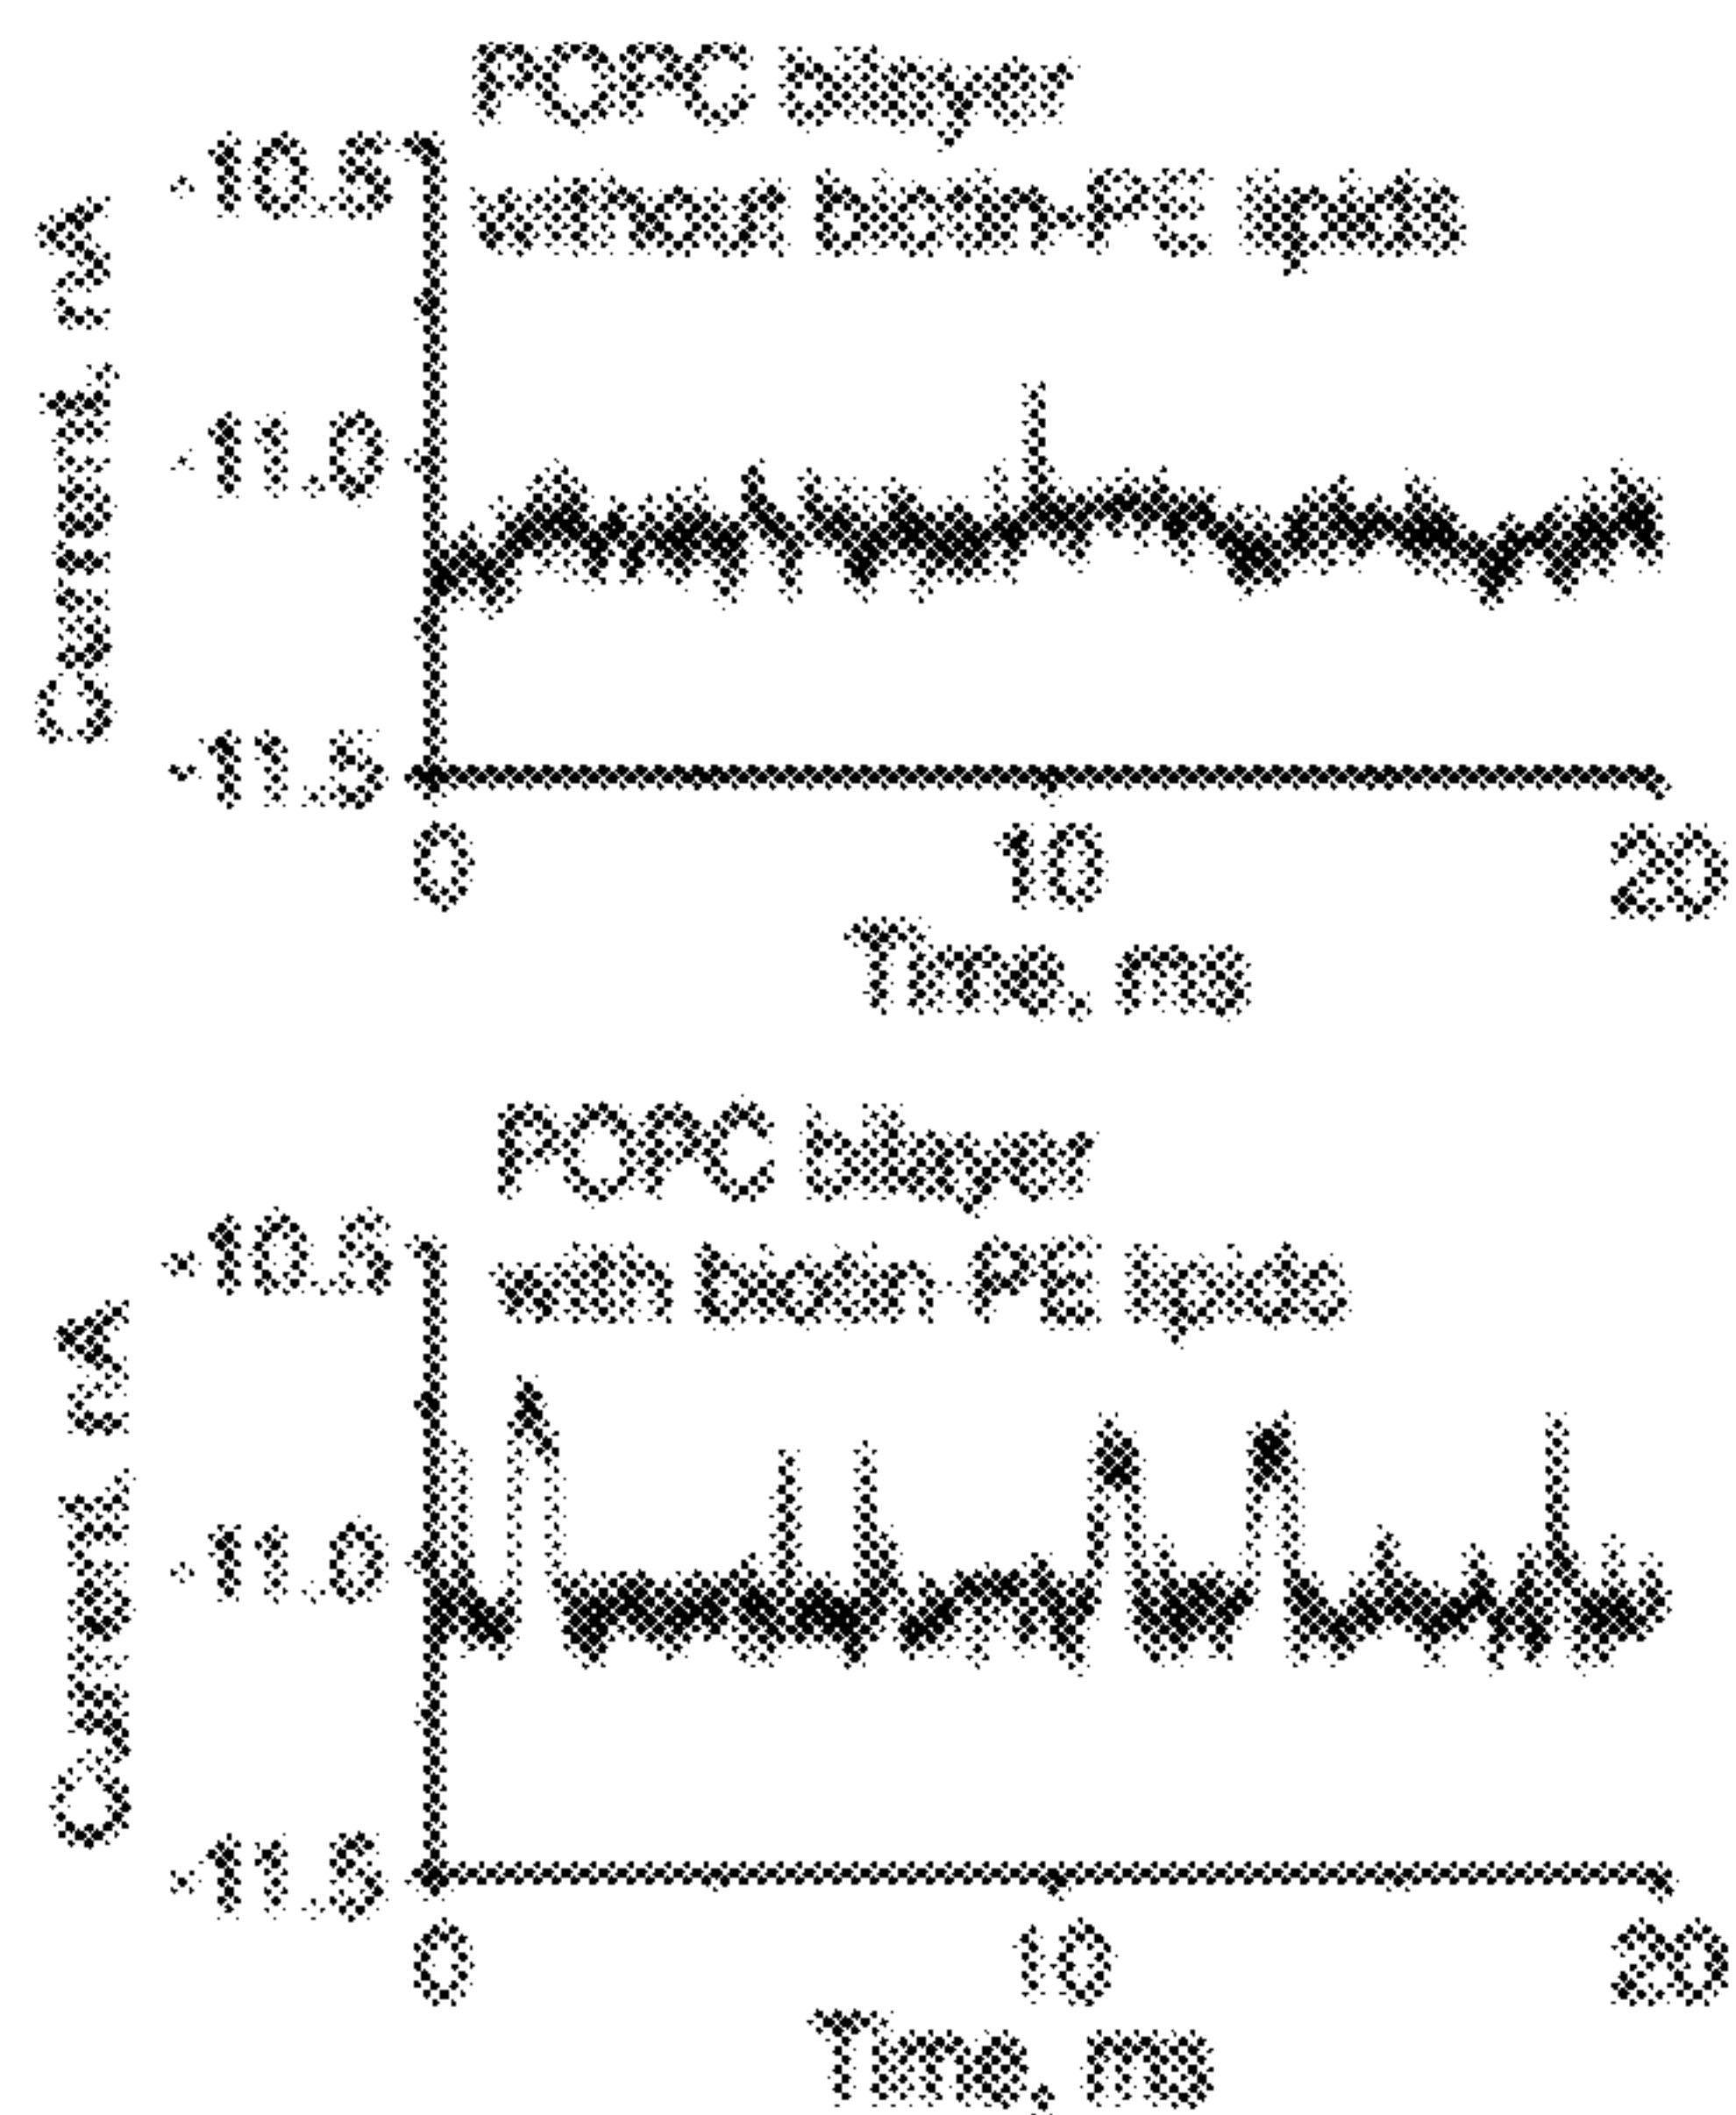 POPC bilayer
without biotin-PE lipids
Current, nA
-10.5
-11.0
-11.5
0
10
20
Time, ms
POPC bilayer
with biotin-PE lipids
Current, nA
-10.5
-11.0
-11.5
0
10
20
Time, ms